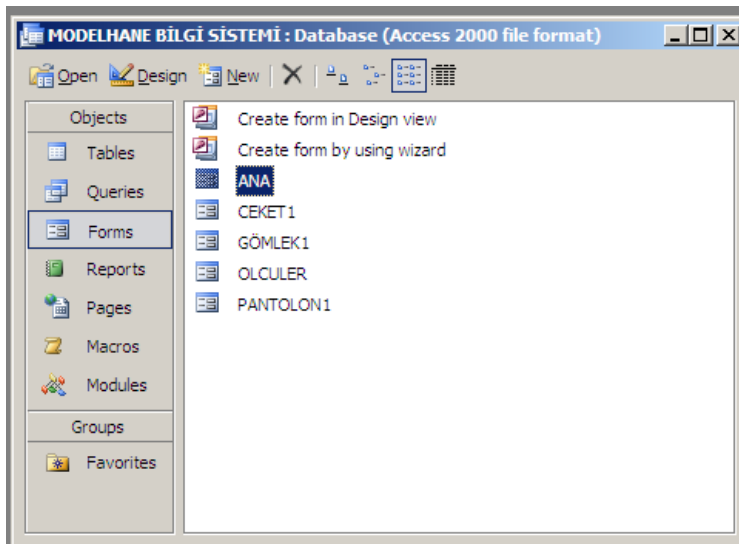 MODELHANE BİLGİ SİSTEMİ : Database (Access 2000 file format)
Open Design New
Objects
Tables
Queries
Forms
Reports
Pages
Macros
Modules
Groups
Favorites
Create form in Design view
Create form by using wizard
ANA
CEKET1
GÖMLEK1
OLCULER
PANTOLON1